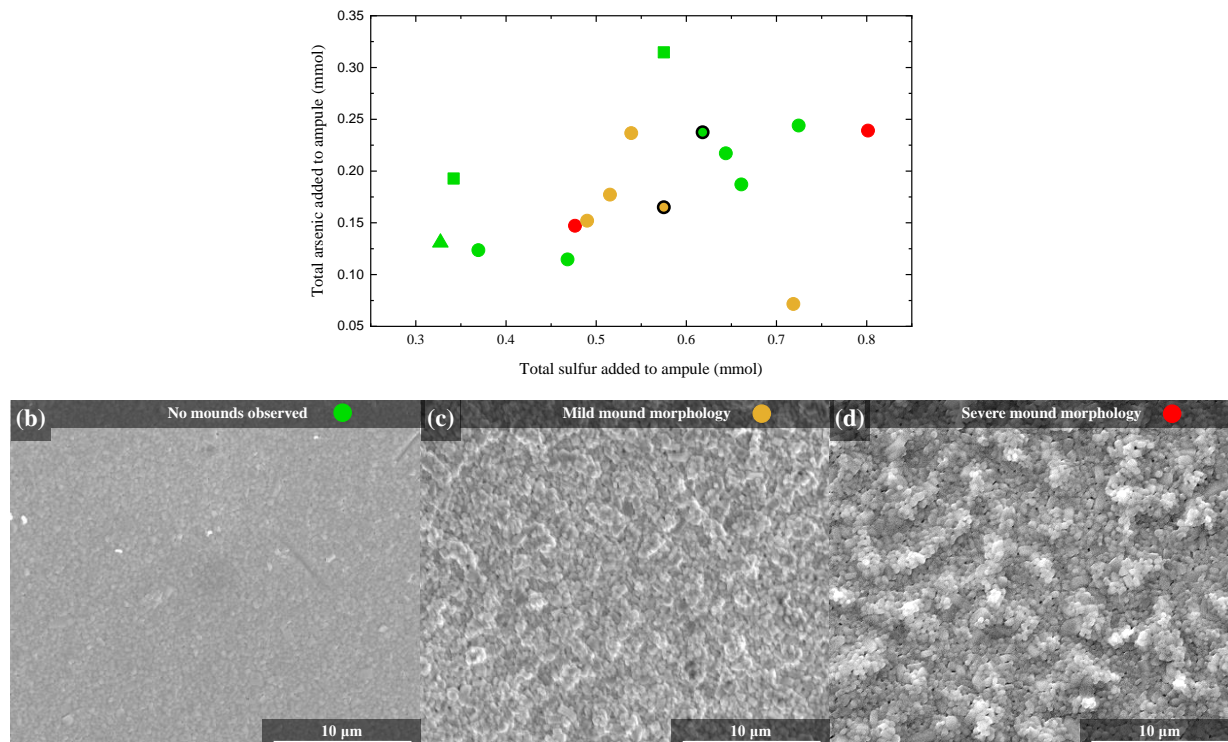 0.35
0.30
0.25
0.20
0.15
0.10
0.05
Total arsenic added to ampule (mmol)
0.3 0.4 0.5 0.6 0.7 0.8
Total sulfur added to ampule (mmol)
(b) No mounds observed
(c) Mild mound morphology
(d) Severe mound morphology
10 µm 10 µm 10 µm